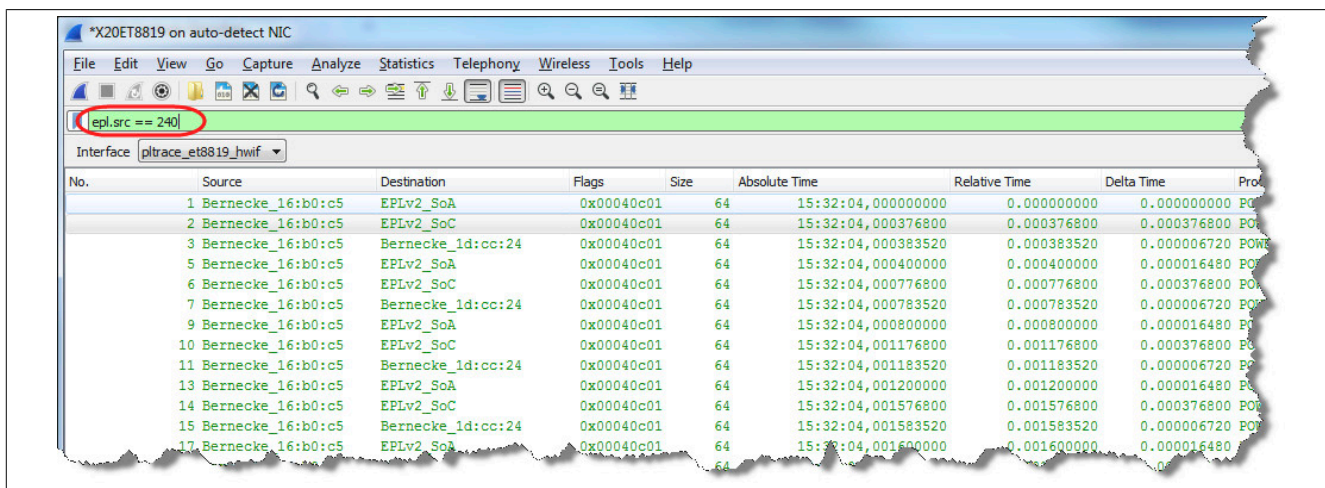 *X20ET8819 on auto-detect NIC
File Edit View Go Capture Analyze Statistics Telephony Wireless Tools Help
epl.src == 240
Interface pltrace_et8819_hwif
No. Source Destination Flags Size Absolute Time Relative Time Delta Time
1 Bernecke_16:b0:c5 EPLv2_SoA 0x00040c01 64 15:32:04,000000000 0.000000000 0.000000000
2 Bernecke_16:b0:c5 EPLv2_SoC 0x00040c01 64 15:32:04,000376800 0.000376800 0.000376800
3 Bernecke_16:b0:c5 Bernecke_1d:cc:24 0x00040c01 64 15:32:04,000383520 0.000383520 0.000006720
5 Bernecke_16:b0:c5 EPLv2_SoA 0x00040c01 64 15:32:04,000400000 0.000400000 0.000016480
6 Bernecke_16:b0:c5 EPLv2_SoC 0x00040c01 64 15:32:04,000776800 0.000776800 0.000376800
7 Bernecke_16:b0:c5 Bernecke_1d:cc:24 0x00040c01 64 15:32:04,000783520 0.000783520 0.000006720
9 Bernecke_16:b0:c5 EPLv2_SoA 0x00040c01 64 15:32:04,000800000 0.000800000 0.000016480
10 Bernecke_16:b0:c5 EPLv2_SoC 0x00040c01 64 15:32:04,001176800 0.001176800 0.000376800
11 Bernecke_16:b0:c5 Bernecke_1d:cc:24 0x00040c01 64 15:32:04,001183520 0.001183520 0.000006720
13 Bernecke_16:b0:c5 EPLv2_SoA 0x00040c01 64 15:32:04,001200000 0.001200000 0.000016480
14 Bernecke_16:b0:c5 EPLv2_SoC 0x00040c01 64 15:32:04,001576800 0.001576800 0.000376800
15 Bernecke_16:b0:c5 Bernecke_1d:cc:24 0x00040c01 64 15:32:04,001583520 0.001583520 0.000006720
17 Bernecke_16:b0:c5 EPLv2_SoA 0x00040c01 64 15:32:04,001600000 0.001600000 0.000016480
64